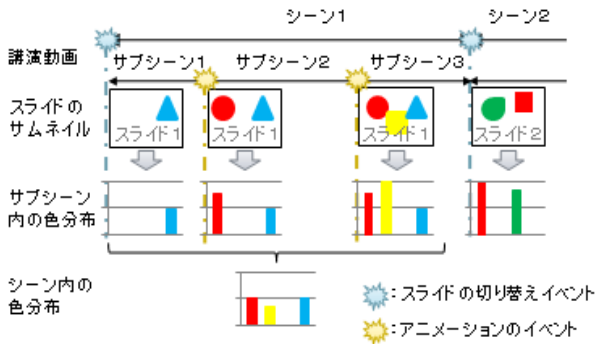 シーン1
シーン2
講演動画
サブシーン1
サブシーン2
サブシーン3
スライドの
サムネイル
スライド1
スライド1
スライド1
スライド2
サブシーン
内の色分布
シーン内の
色分布
:スライドの切り替えイベント
:アニメーションのイベント